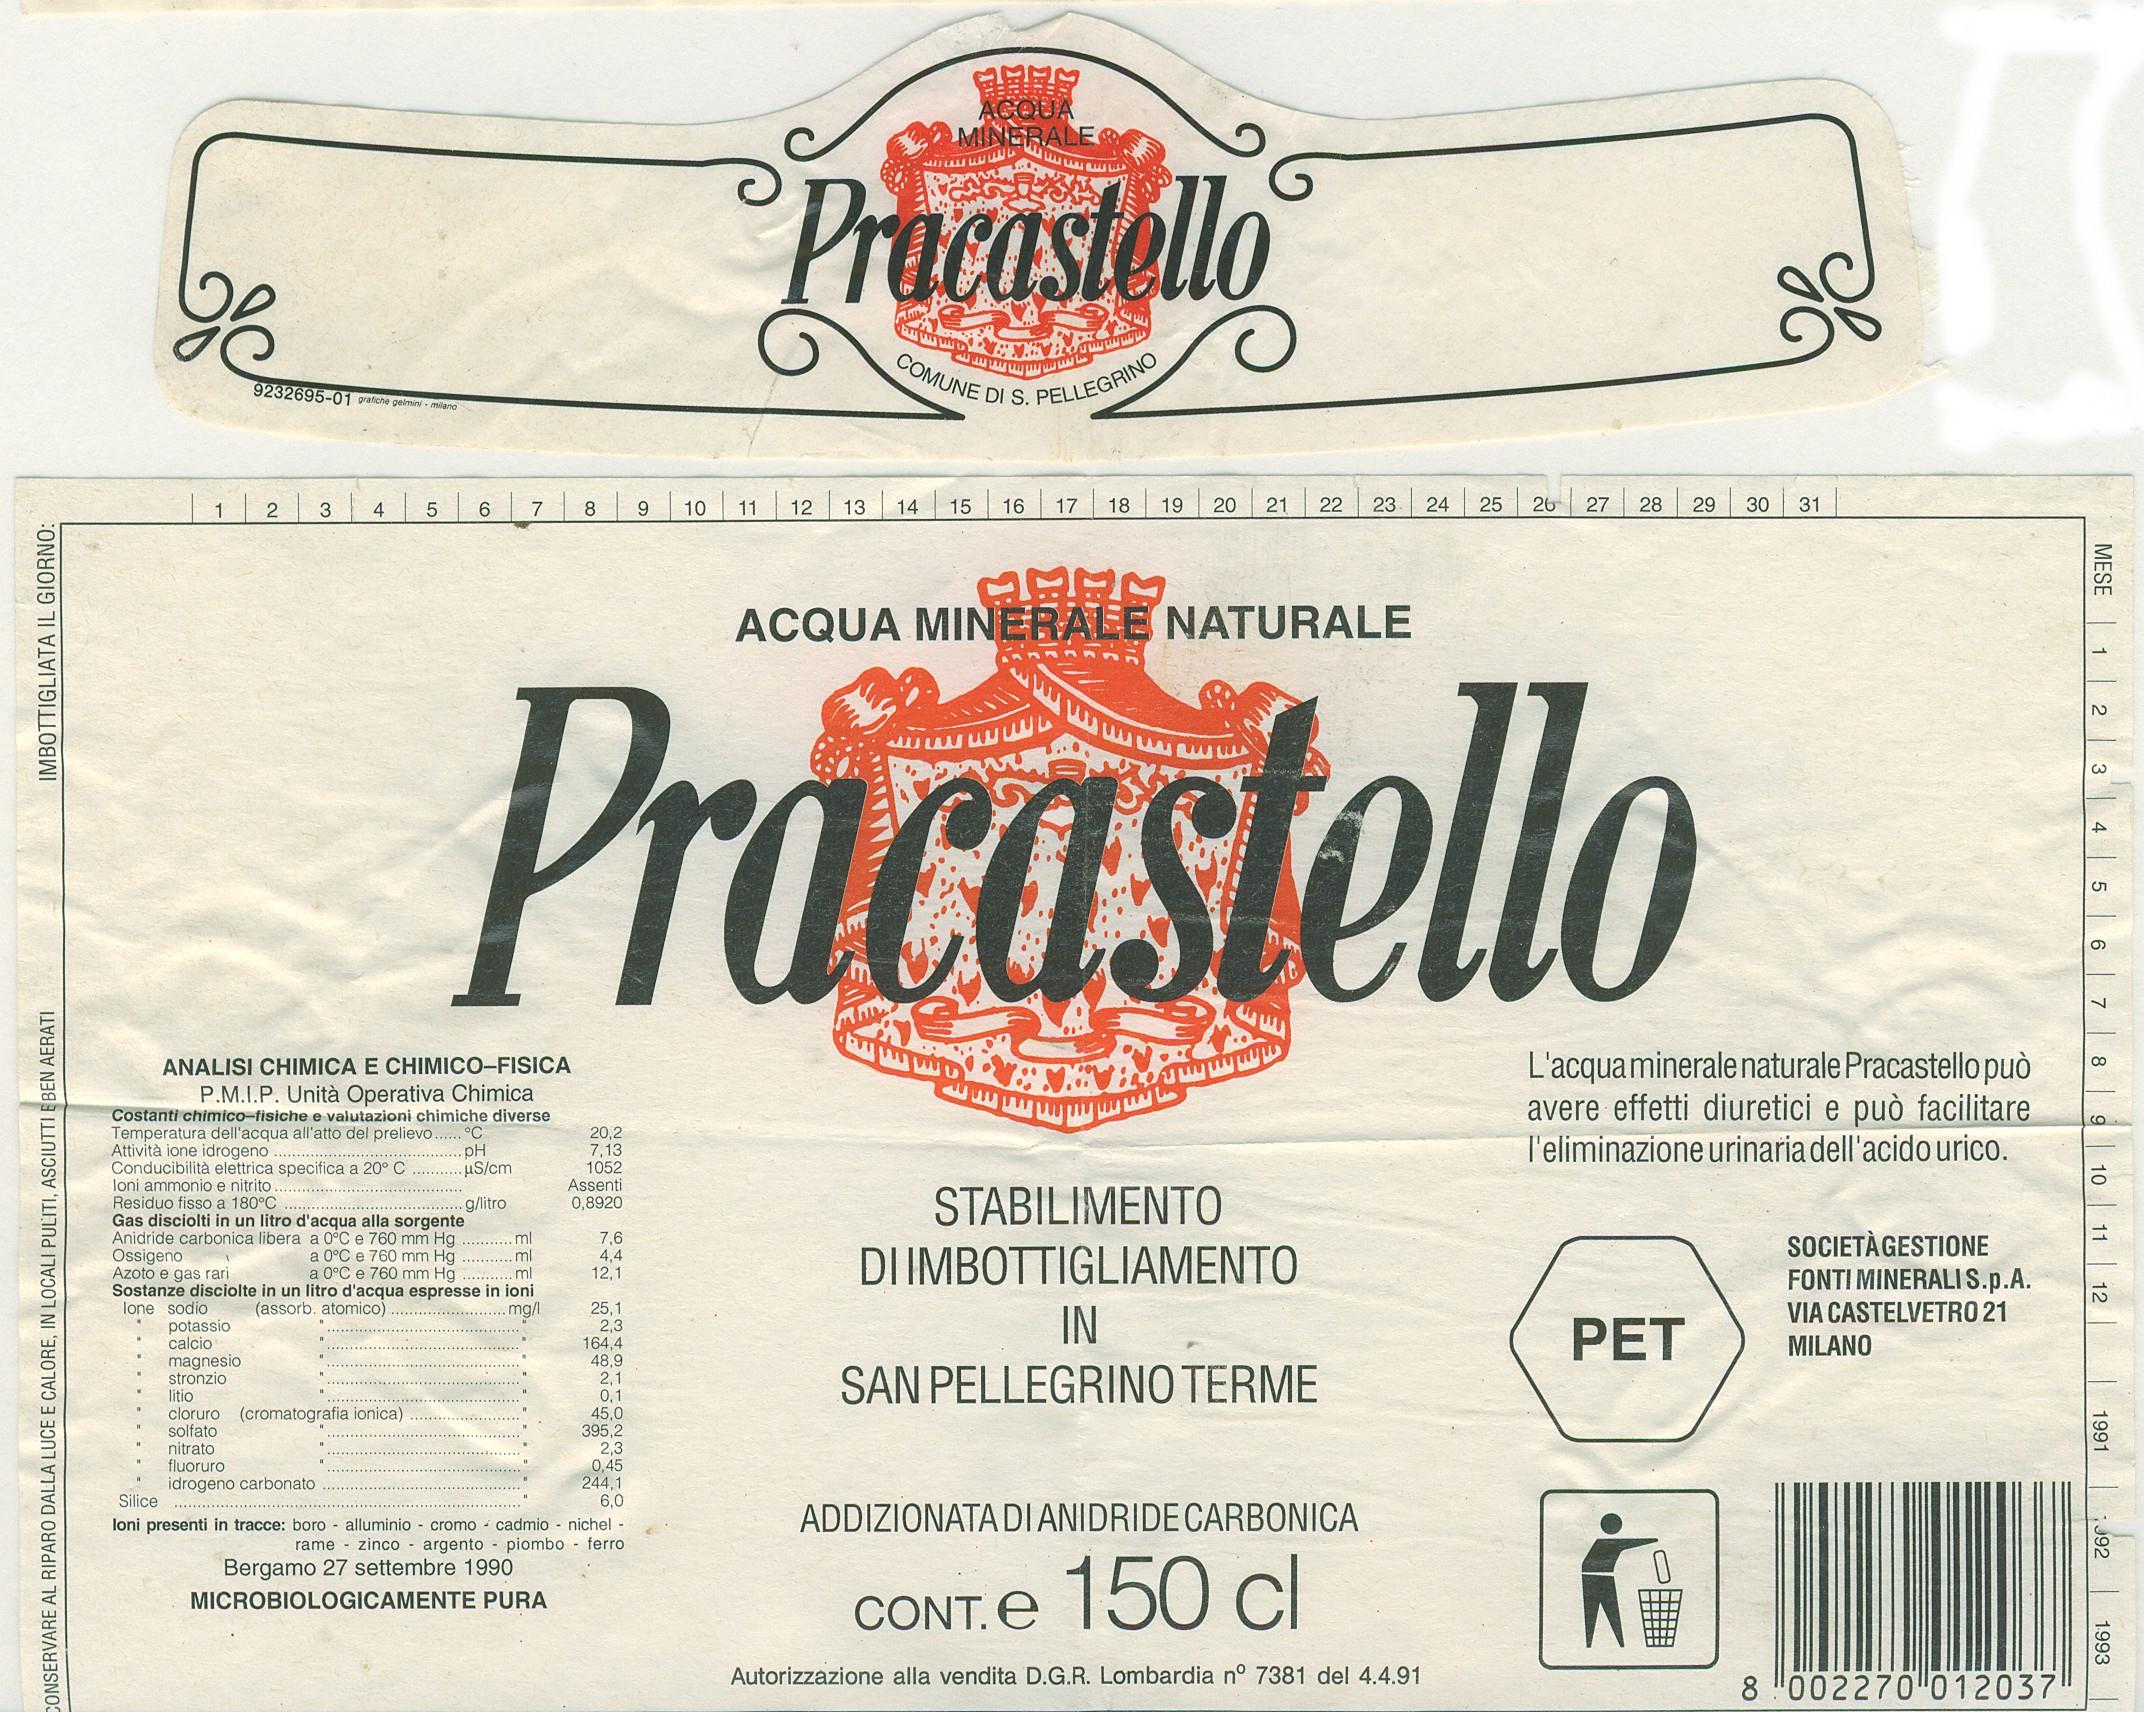 ACQUA
MINERALE
Pracastello
COMUNE DI S. PELLEGRINO
9232695-01 grafiche gelmini - milano
IMBOTTIGLIATA IL GIORNO:
1 2 3 4 5 6 7 8 9 10 11 12 13 14 15 16 17 18 19 20 21 22 23 24 25 26 27 28 29 30 31
MESE 1 2 3 4 5 6 7 8 9 10 11 12 1991 1992 1993
CONSERVARE AL RIPARO DALLA LUCE E CALORE, IN LOCALI PULITI, ASCIUTTI E BEN AERATI
ACQUA MINERALE NATURALE
Pracastello
ANALISI CHIMICA E CHIMICO–FISICA
P.M.I.P. Unità Operativa Chimica
Costanti chimico–fisiche e valutazioni chimiche diverse
Temperatura dell'acqua all'atto del prelievo...... °C 20,2
Attività ione idrogeno ........................ pH 7,13
Conducibilità elettrica specifica a 20° C .......... µS/cm 1052
Ioni ammonio e nitrito ........................ Assenti
Residuo fisso a 180°C ........................ g/litro 0,8920
Gas disciolti in un litro d'acqua alla sorgente
Anidride carbonica libera a 0°C e 760 mm Hg .......... ml 7,6
Ossigeno a 0°C e 760 mm Hg .......... ml 4,4
Azoto e gas rari a 0°C e 760 mm Hg .......... ml 12,1
Sostanze disciolte in un litro d'acqua espresse in ioni
Ione sodio (assorb. atomico) ........................ mg/l 25,1
" potassio " ........................ " 2,3
" calcio " ........................ " 164,4
" magnesio " ........................ " 48,9
" stronzio " ........................ " 2,1
" litio " ........................ " 0,1
" cloruro (cromatografia ionica) ........................ " 45,0
" solfato " ........................ " 395,2
" nitrato " ........................ " 2,3
" fluoruro " ........................ " 0,45
" idrogeno carbonato ........................ " 244,1
Silice ........................ " 6,0
Ioni presenti in tracce: boro - alluminio - cromo - cadmio - nichel -
rame - zinco - argento - piombo - ferro
Bergamo 27 settembre 1990
MICROBIOLOGICAMENTE PURA
STABILIMENTO
DI IMBOTTIGLIAMENTO
IN
SAN PELLEGRINO TERME
ADDIZIONATA DI ANIDRIDE CARBONICA
CONT. e 150 cl
Autorizzazione alla vendita D.G.R. Lombardia n° 7381 del 4.4.91
L'acqua minerale naturale Pracastello può
avere effetti diuretici e può facilitare
l'eliminazione urinaria dell'acido urico.
PET
SOCIETÀ GESTIONE
FONTI MINERALI S.p.A.
VIA CASTELVETRO 21
MILANO
8 002270 012037